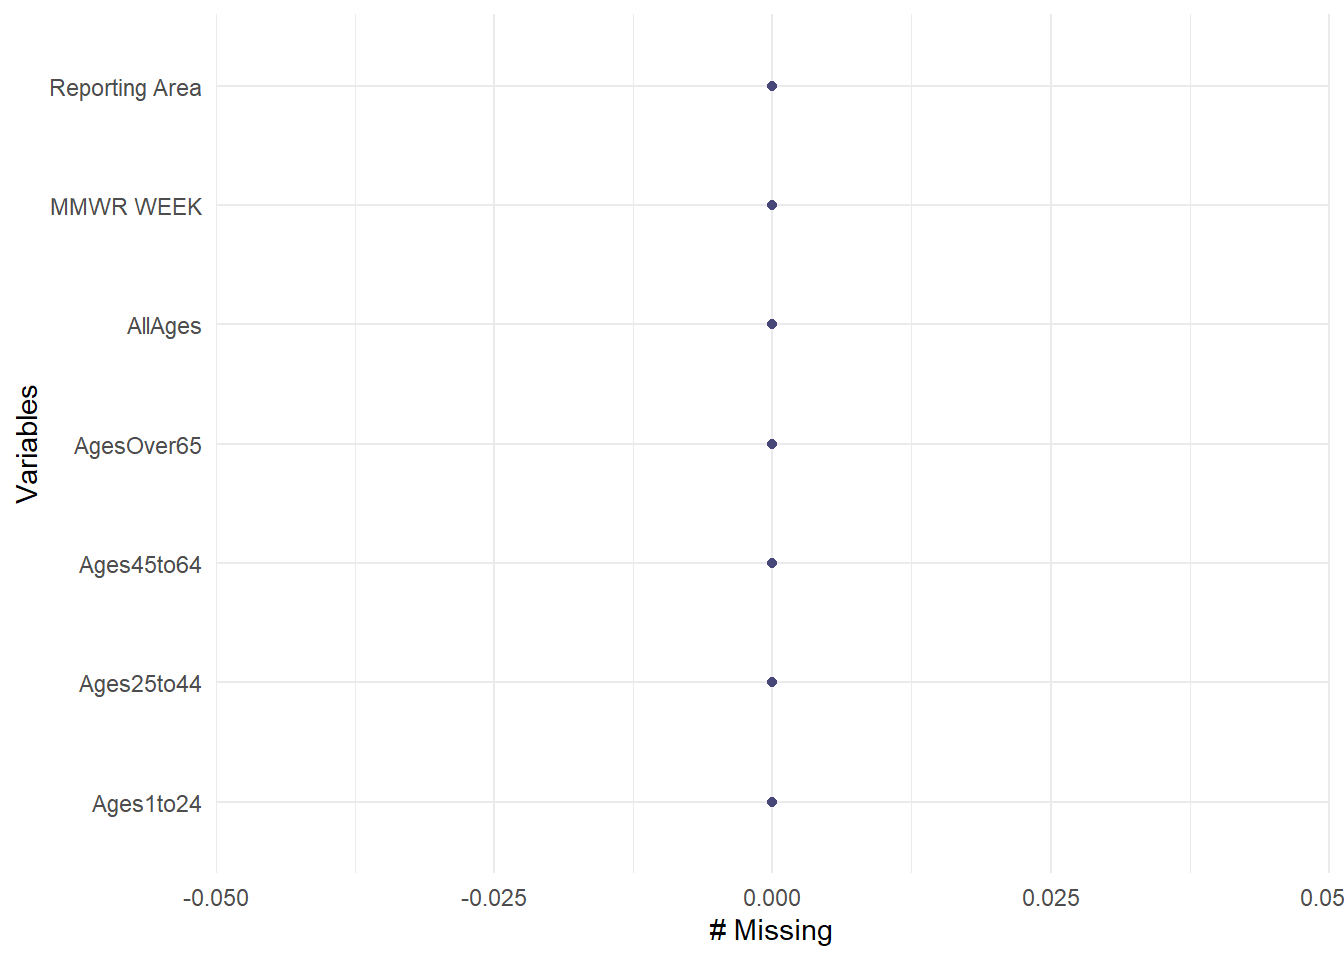 Reporting Area
MMWR WEEK
AllAges
AgesOver65
Ages45to64
Ages25to44
Ages1to24
Variables
-0.050 -0.025 0.000 0.025 0.05
# Missing